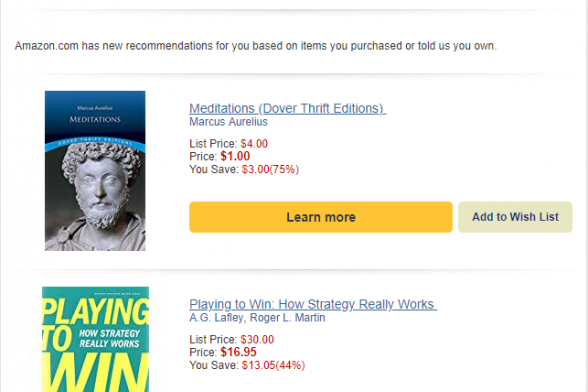 Amazon.com has new recommendations for you based on items you purchased or told us you own.
Marcus Aurelius
MEDITATIONS
DOVER THRIFT EDITIONS
Meditations (Dover Thrift Editions)
Marcus Aurelius
List Price: $4.00
Price: $1.00
You Save: $3.00(75%)
Learn more
Add to Wish List
PLAYING
TO
HOW STRATEGY
REALLY WORKS
WIN
Playing to Win: How Strategy Really Works
A.G. Lafley, Roger L. Martin
List Price: $30.00
Price: $16.95
You Save: $13.05(44%)